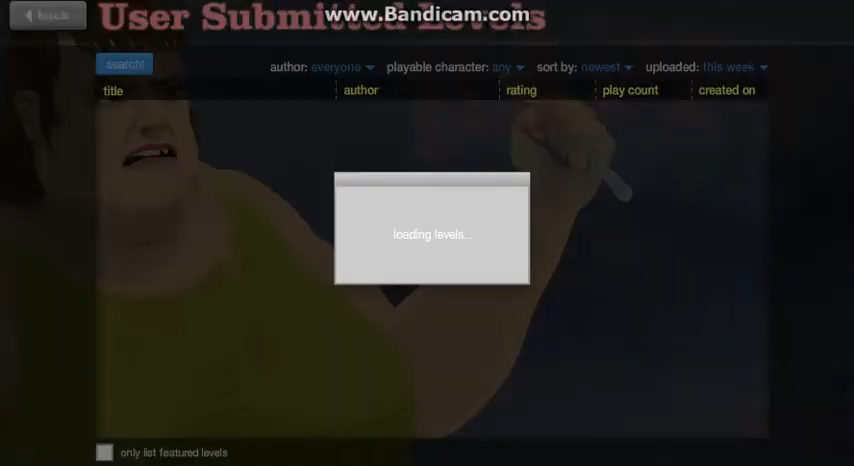 back
User Submitted Levels
www.Bandicam.com
search!
author: everyone
playable character: any
sort by: newest
uploaded: this week
title
author
rating
play count
created on
loading levels...
only list featured levels